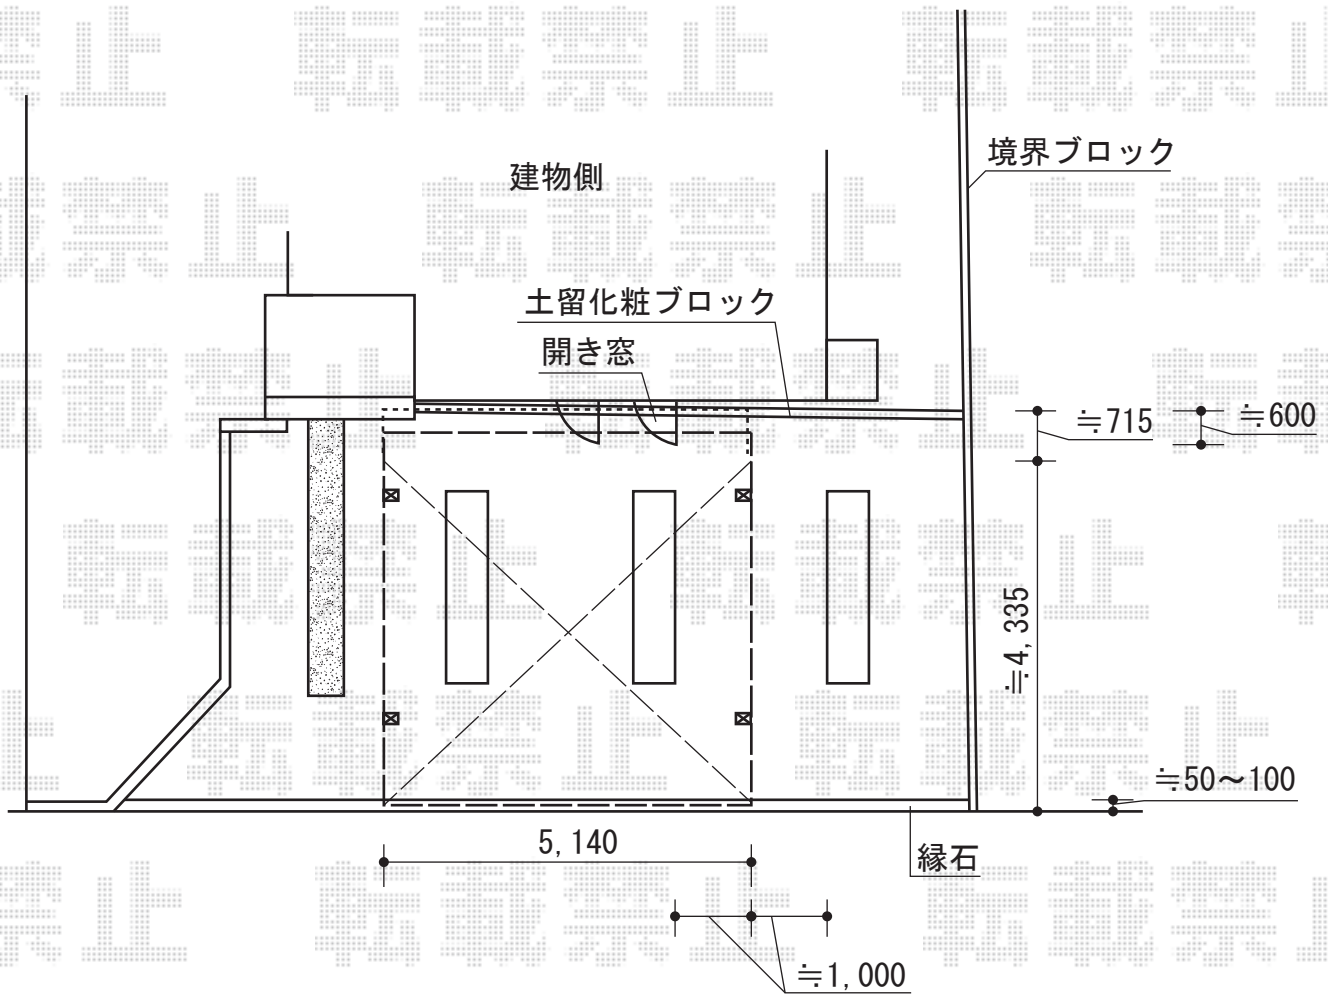 転載禁止
境界ブロック
建物側
土留化粧ブロック
開き窓
≒715
≒600
≒4,335
≒50～100
5,140
縁石
≒1,000